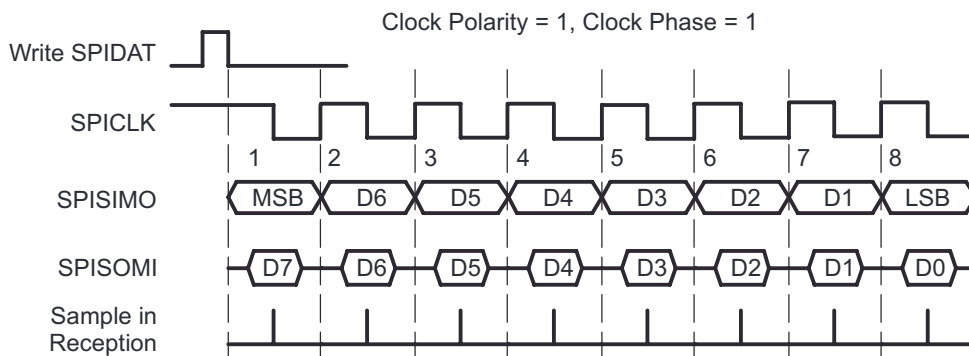 Clock Polarity = 1, Clock Phase = 1
Write SPIDAT
SPICLK
1 2 3 4 5 6 7 8
SPISIMO MSB D6 D5 D4 D3 D2 D1 LSB
SPISOMI D7 D6 D5 D4 D3 D2 D1 D0
Sample in
Reception